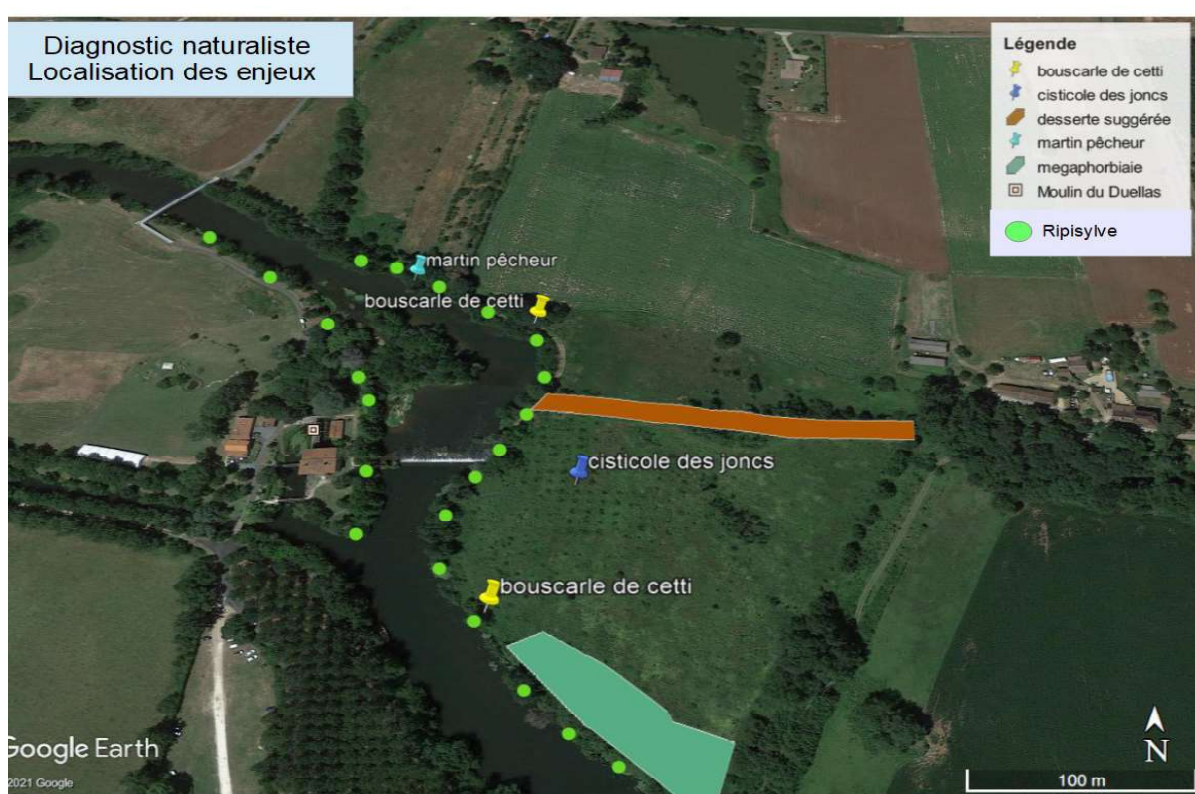 Diagnostic naturaliste
Localisation des enjeux
Légende
bouscarle de cetti
cisticole des joncs
desserte suggérée
martin pêcheur
megaphorbiaie
Moulin du Duellas
Ripisylve
martin pêcheur
bouscarle de cetti
cisticole des joncs
bouscarle de cetti
Google Earth
2021 Google
N
100 m